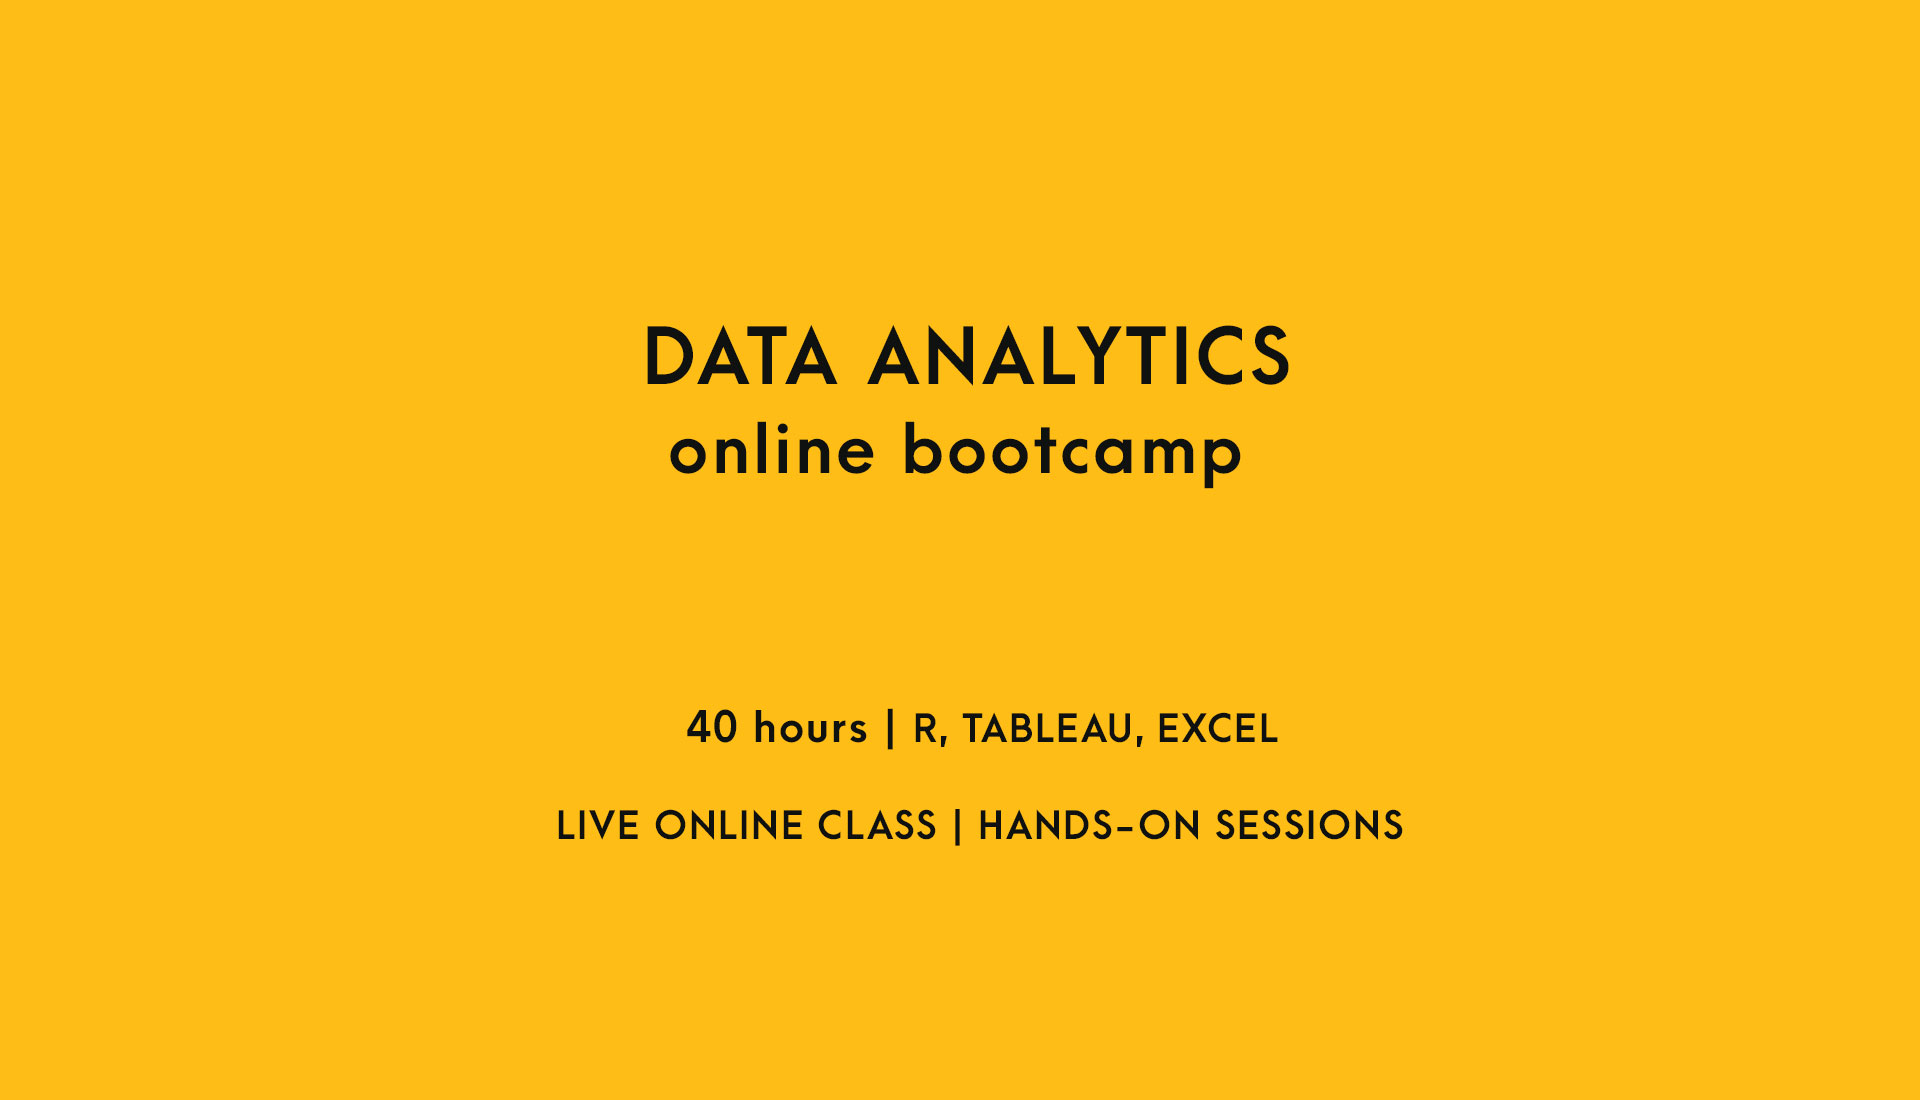 DATA ANALYTICS
online bootcamp
40 hours | R, TABLEAU, EXCEL
LIVE ONLINE CLASS | HANDS-ON SESSIONS